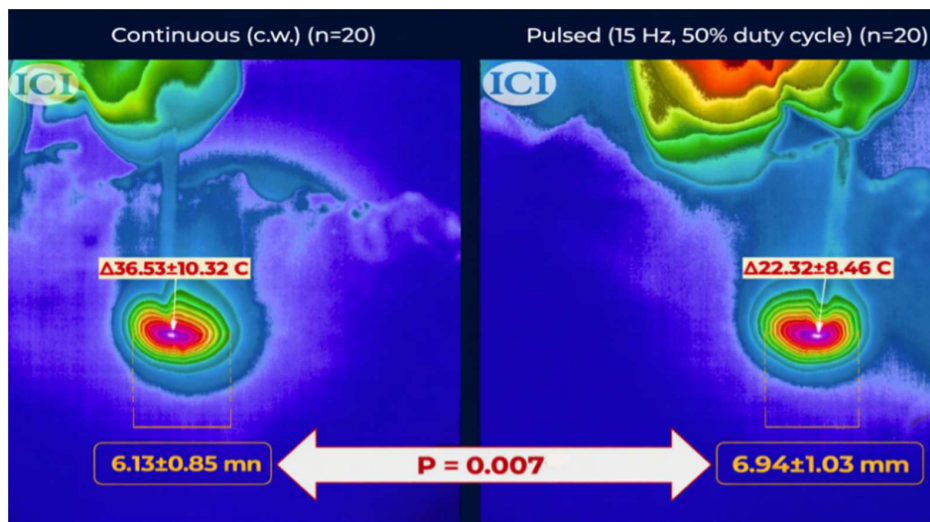 Continuous (c.w.) (n=20)
Pulsed (15 Hz, 50% duty cycle) (n=20)
ICI
ICI
Δ36.53±10.32 C
Δ22.32±8.46 C
6.13±0.85 mn
P = 0.007
6.94±1.03 mm